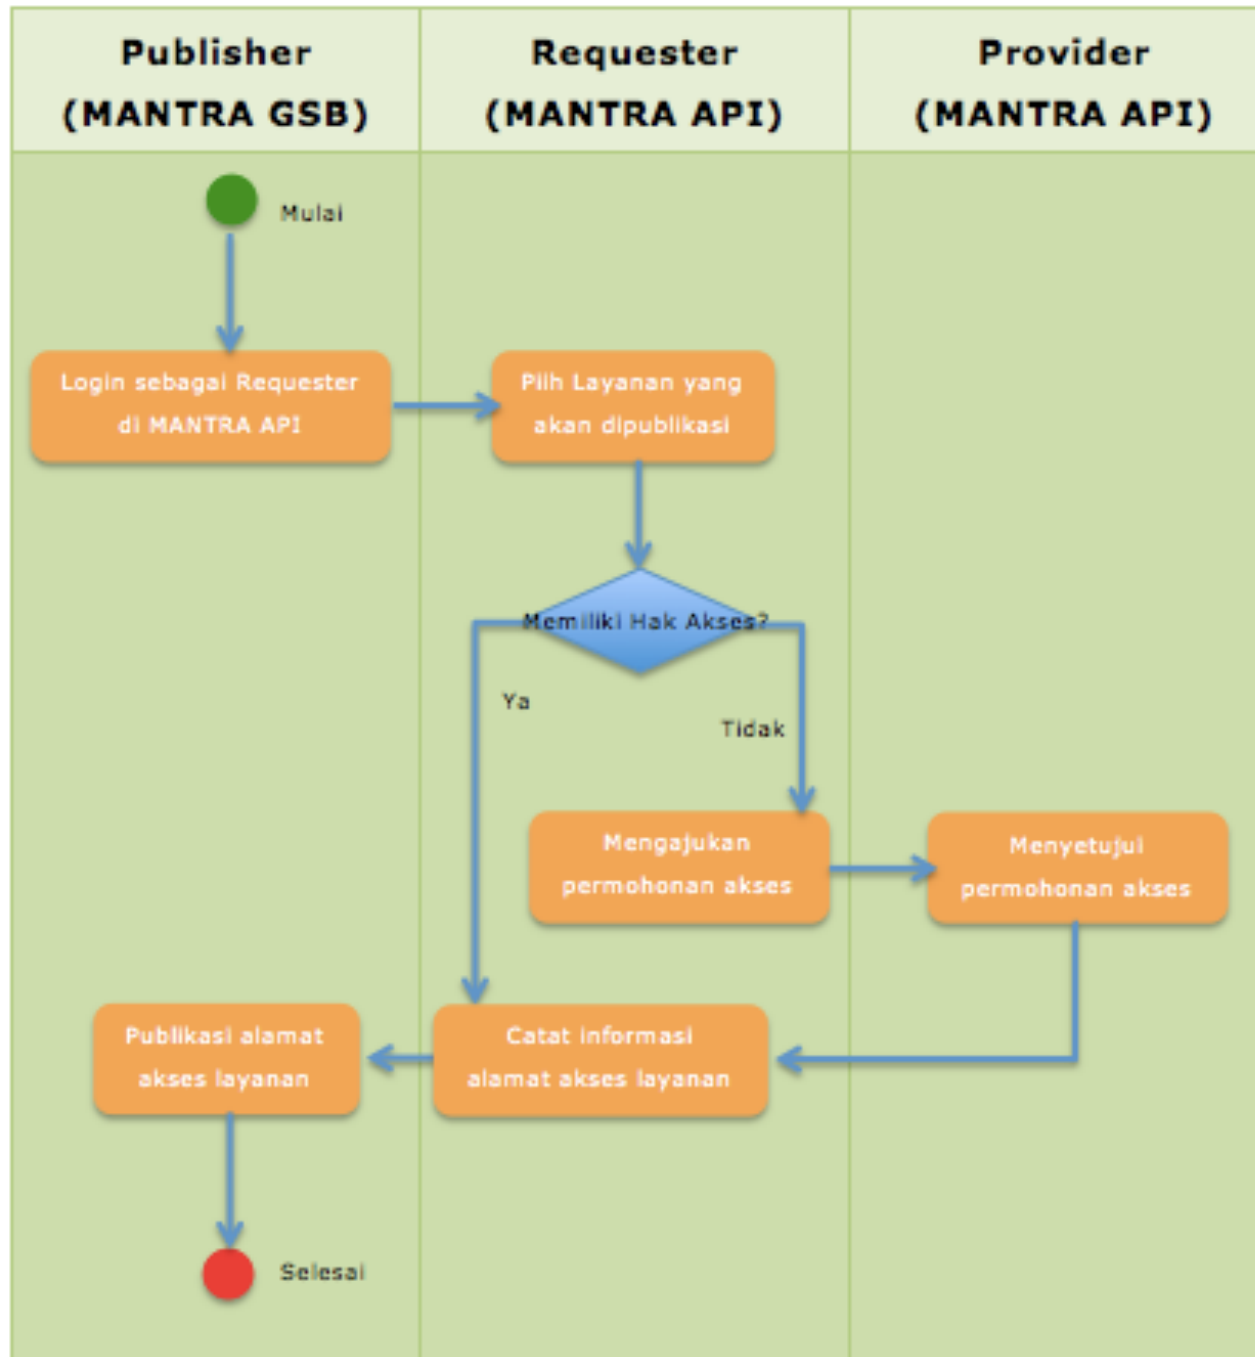 Publisher
(MANTRA GSB)
Requester
(MANTRA API)
Provider
(MANTRA API)
Mulai
Login sebagai Requester
di MANTRA API
Piih Layanan yang
akan dipublikasi
Memiliki Hak Akses?
Ya
Tidak
Mengajukan
permohonan akses
Menyetujui
permohonan akses
Publikasi alamat
akses layanan
Catat informasi
alamat akses layanan
Selesai